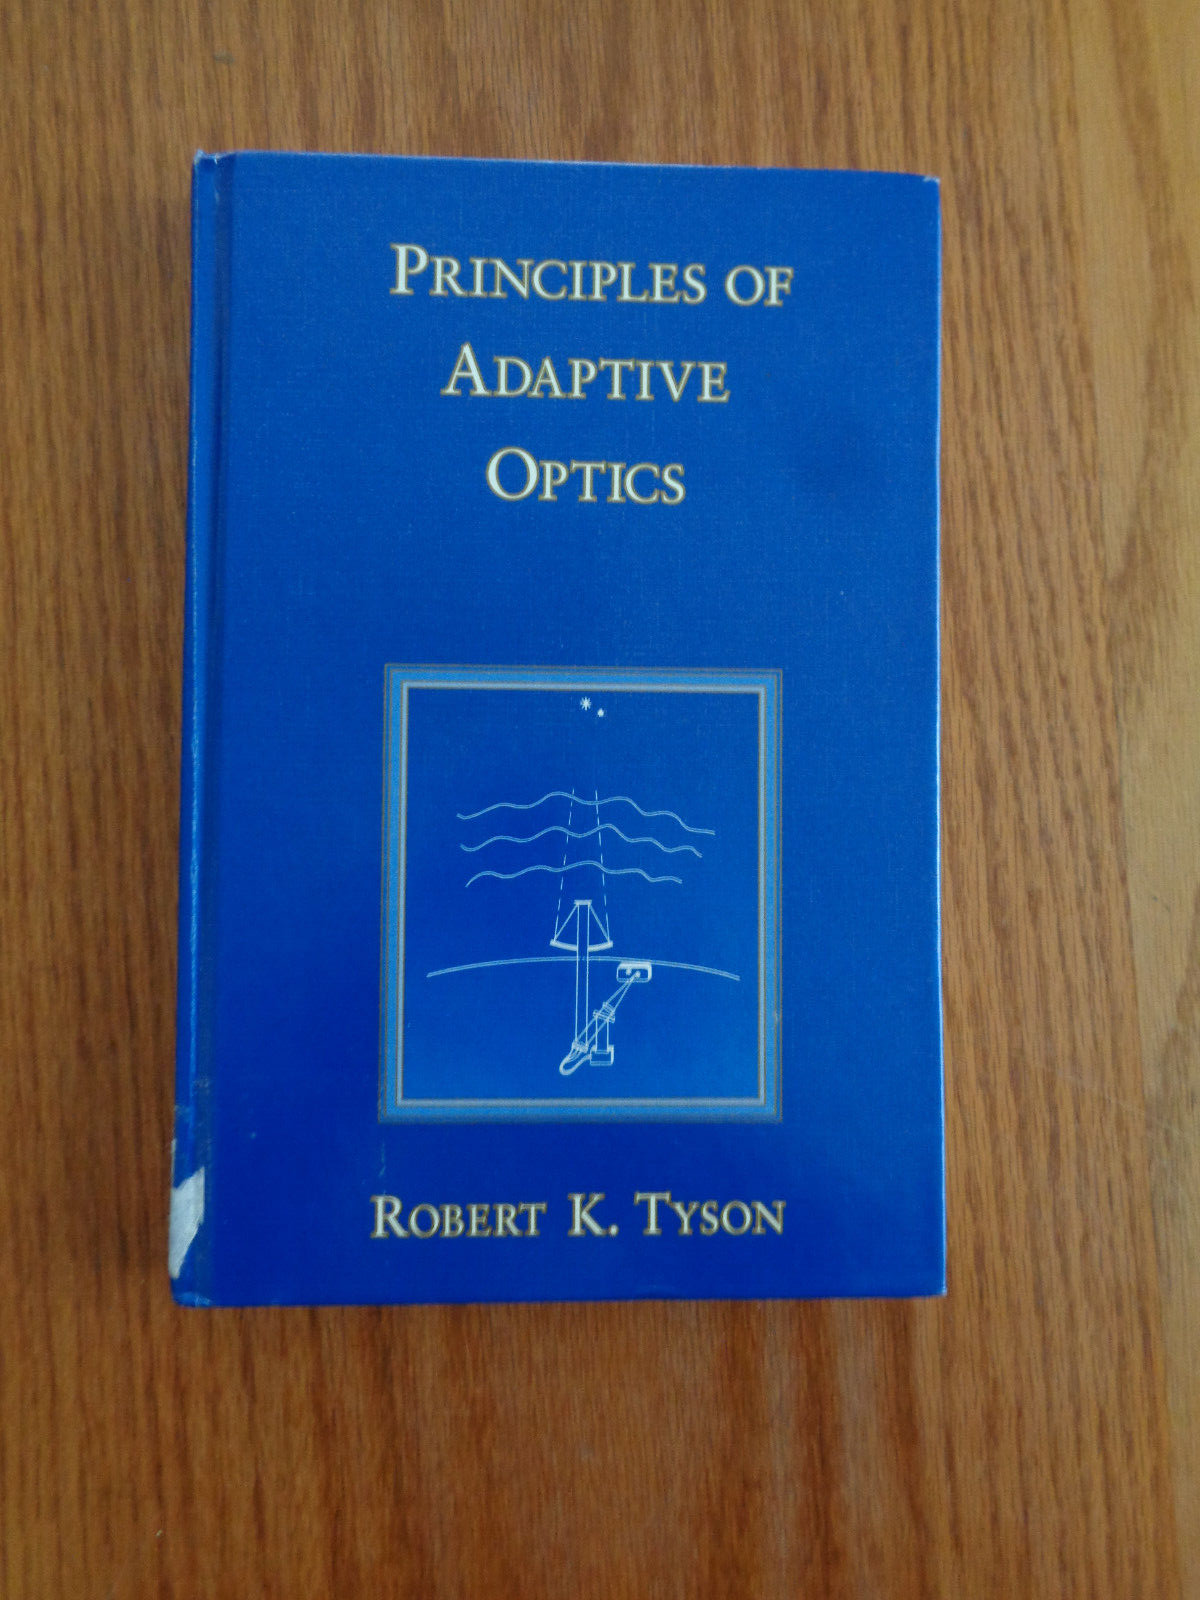 PRINCIPLES OF
ADAPTIVE
OPTICS
ROBERT K. TYSON